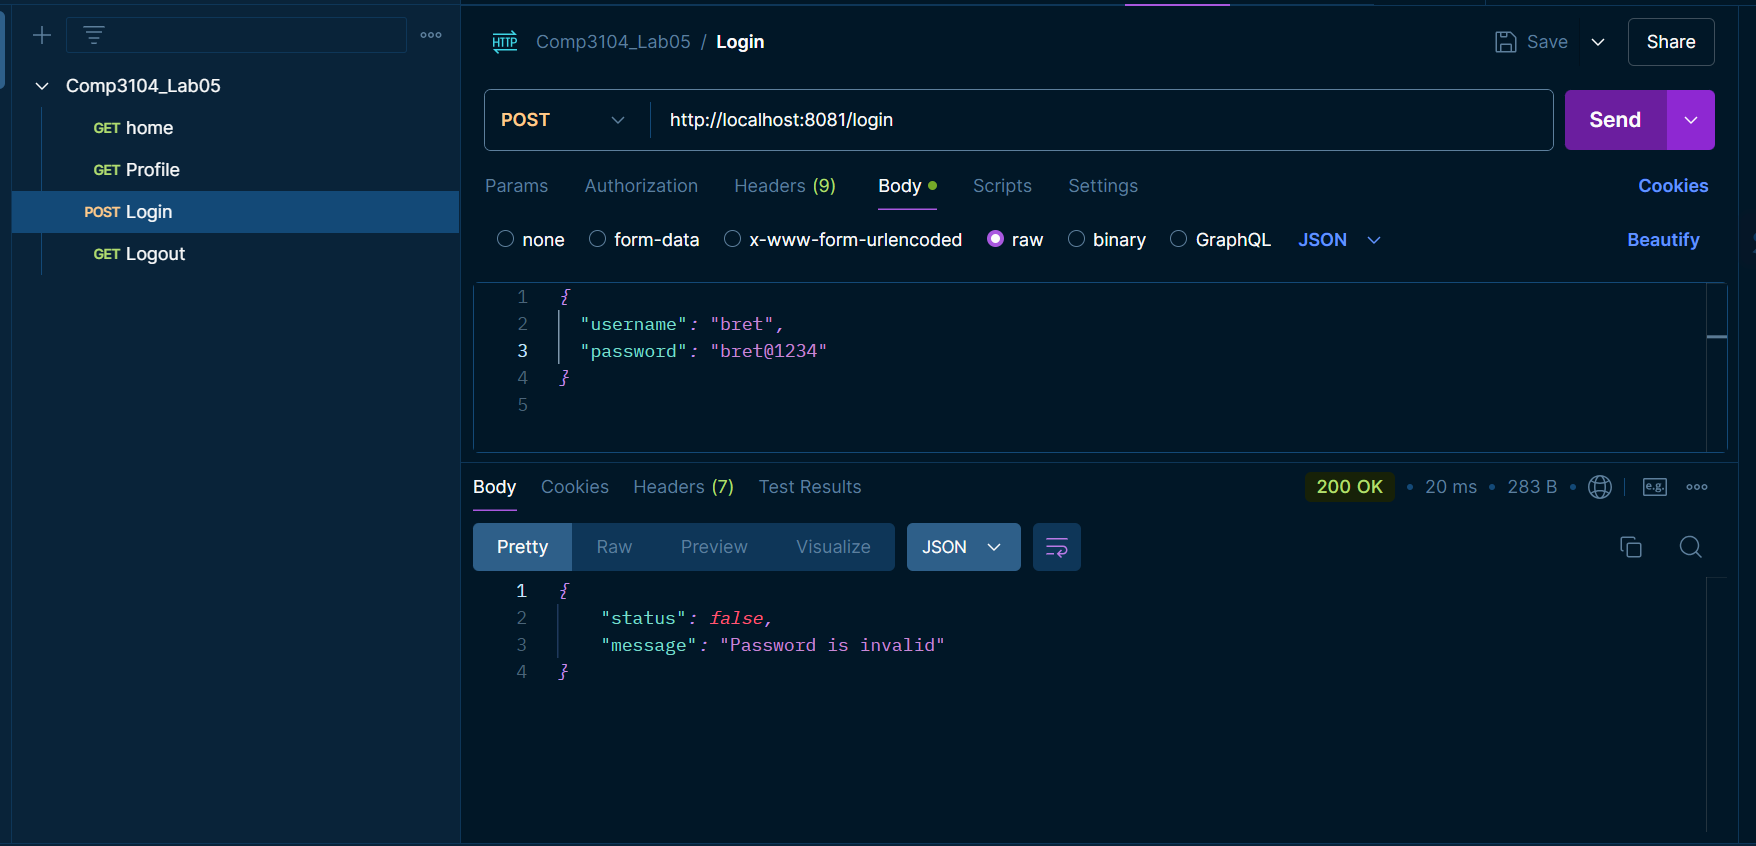 Comp3104_Lab05
GET home
GET Profile
POST Login
GET Logout
HTTP Comp3104_Lab05 / Login
Save
Share
POST http://localhost:8081/login
Send
Params Authorization Headers (9) Body Scripts Settings Cookies
none form-data x-www-form-urlencoded raw binary GraphQL JSON Beautify
1 {
2 "username": "bret",
3 "password": "bret@1234"
4 }
5
Body Cookies Headers (7) Test Results 200 OK • 20 ms • 283 B • e.g.
Pretty Raw Preview Visualize JSON
1 {
2 "status": false,
3 "message": "Password is invalid"
4 }